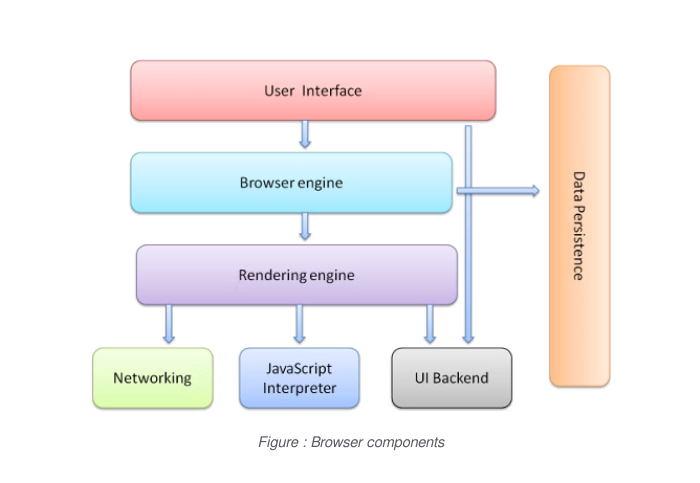 User Interface
Browser engine
Data Persistence
Rendering engine
Networking
JavaScript
Interpreter
UI Backend
Figure : Browser components